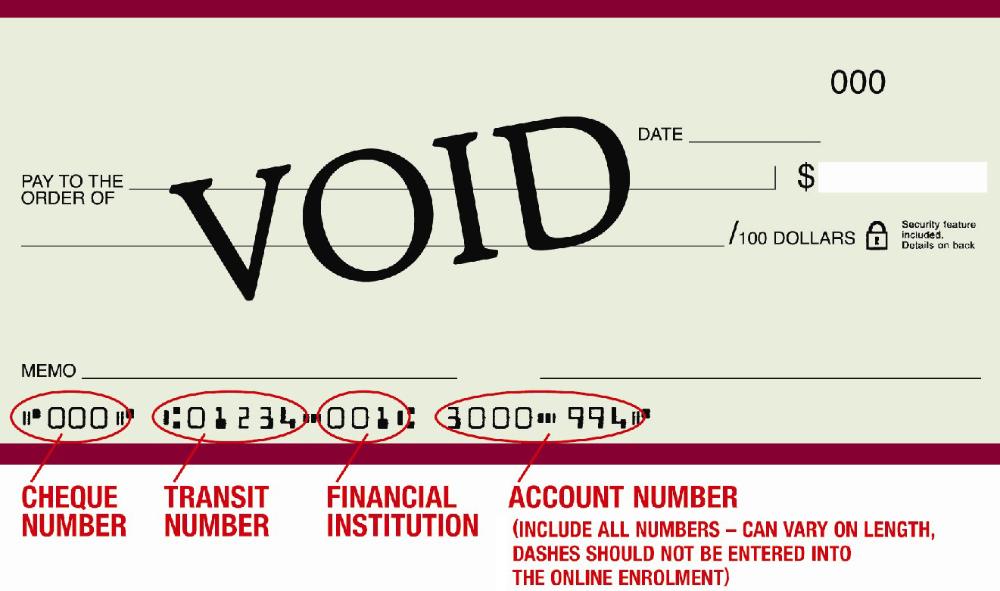 000
DATE
VOID
PAY TO THE
ORDER OF
$
/100 DOLLARS
Security feature
included.
Details on back
MEMO
⑈000⑈ ⑆01234⑉001⑆ 3000⑉994⑈
CHEQUE
NUMBER
TRANSIT
NUMBER
FINANCIAL
INSTITUTION
ACCOUNT NUMBER
(INCLUDE ALL NUMBERS – CAN VARY ON LENGTH,
DASHES SHOULD NOT BE ENTERED INTO
THE ONLINE ENROLMENT)